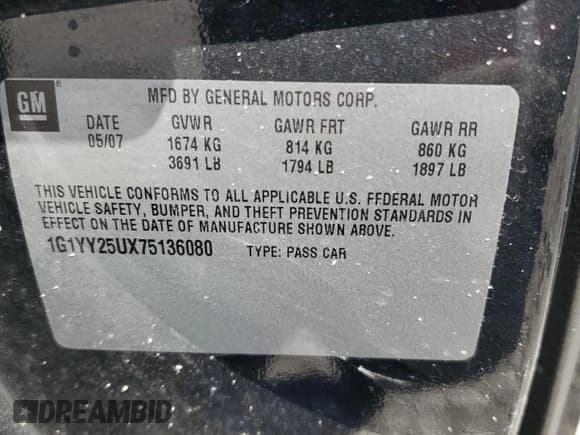 GM ®
MFD BY GENERAL MOTORS CORP.
DATE GVWR GAWR FRT GAWR RR
05/07 1674 KG 814 KG 860 KG
3691 LB 1794 LB 1897 LB
THIS VEHICLE CONFORMS TO ALL APPLICABLE U.S. FEDERAL MOTOR
VEHICLE SAFETY, BUMPER, AND THEFT PREVENTION STANDARDS IN
EFFECT ON THE DATE OF MANUFACTURE SHOWN ABOVE.
1G1YY25UX75136080 TYPE: PASS CAR
DREAMBID